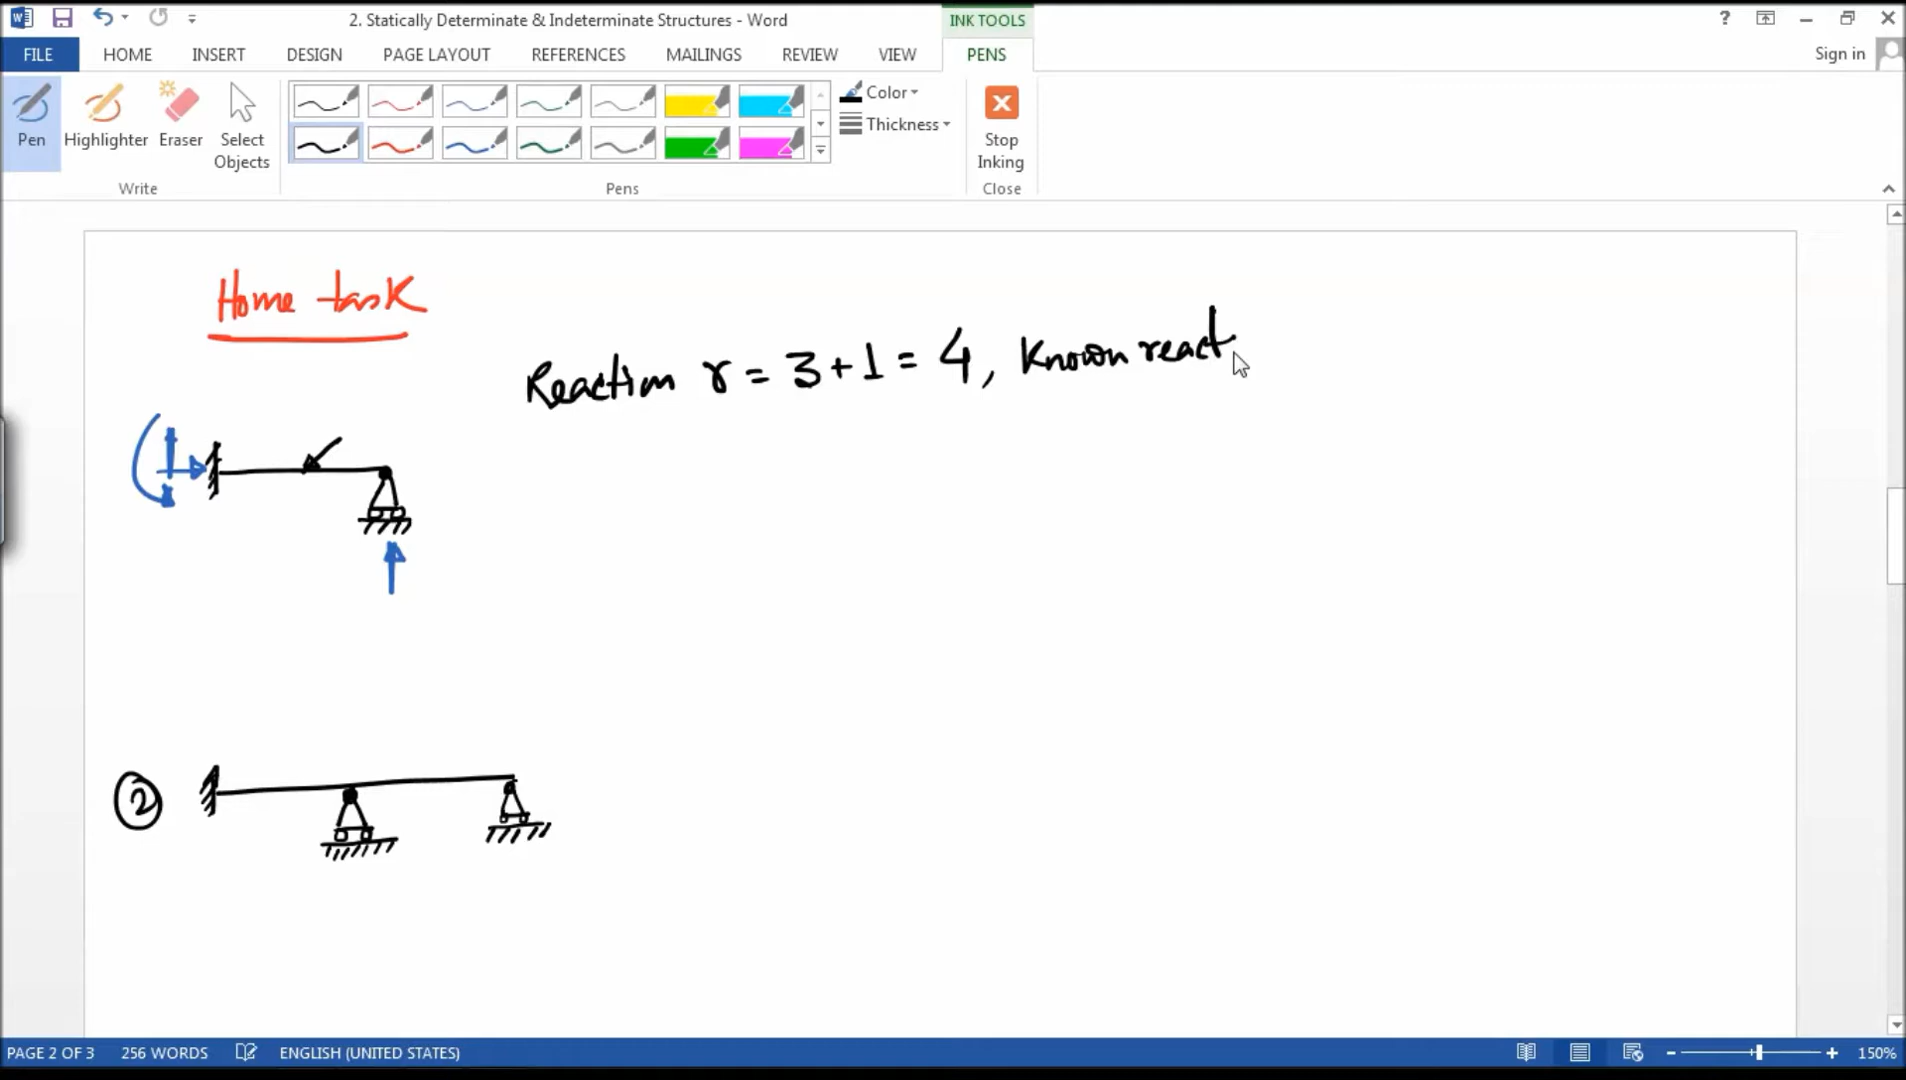 2. Statically Determinate & Indeterminate Structures - Word
INK TOOLS
?
FILE HOME INSERT DESIGN PAGE LAYOUT REFERENCES MAILINGS REVIEW VIEW PENS
Sign in
Pen Highlighter Eraser Select Objects
Color
Thickness
Stop Inking
Write Pens Close
Home task
Reaction r = 3 + 1 = 4, Known react
2
PAGE 2 OF 3 256 WORDS ENGLISH (UNITED STATES)
- + 150%